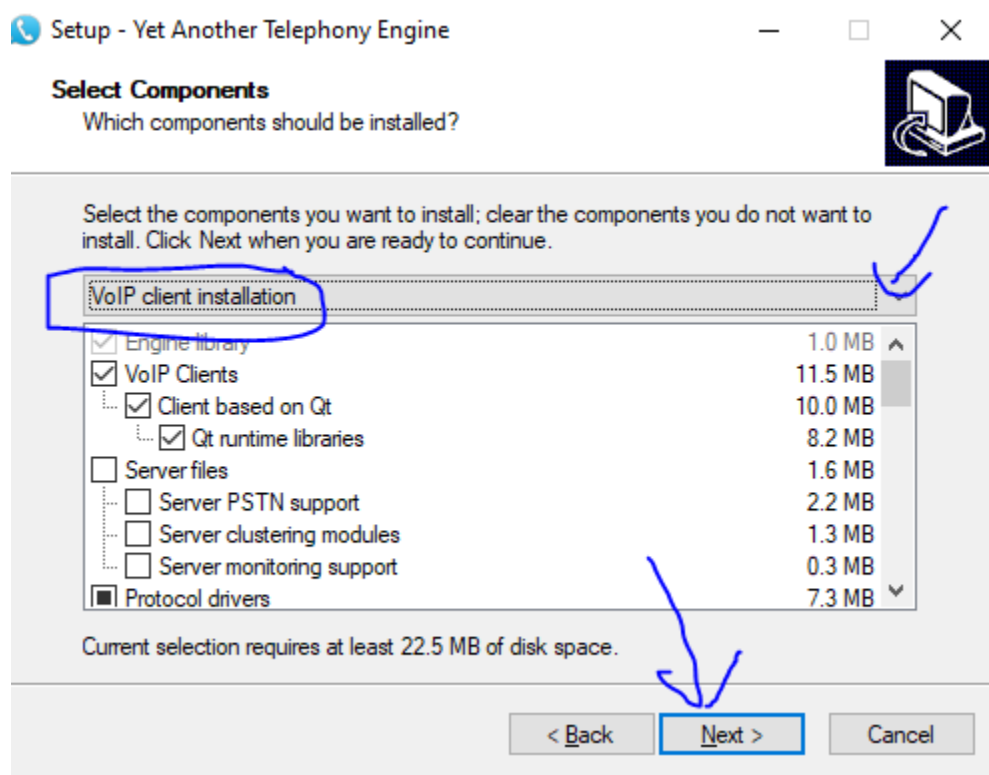 Setup - Yet Another Telephony Engine
Select Components
Which components should be installed?
Select the components you want to install; clear the components you do not want to
install. Click Next when you are ready to continue.
VoIP client installation
Engine library 1.0 MB
VoIP Clients 11.5 MB
Client based on Qt 10.0 MB
Qt runtime libraries 8.2 MB
Server files 1.6 MB
Server PSTN support 2.2 MB
Server clustering modules 1.3 MB
Server monitoring support 0.3 MB
Protocol drivers 7.3 MB
Current selection requires at least 22.5 MB of disk space.
< Back Next > Cancel